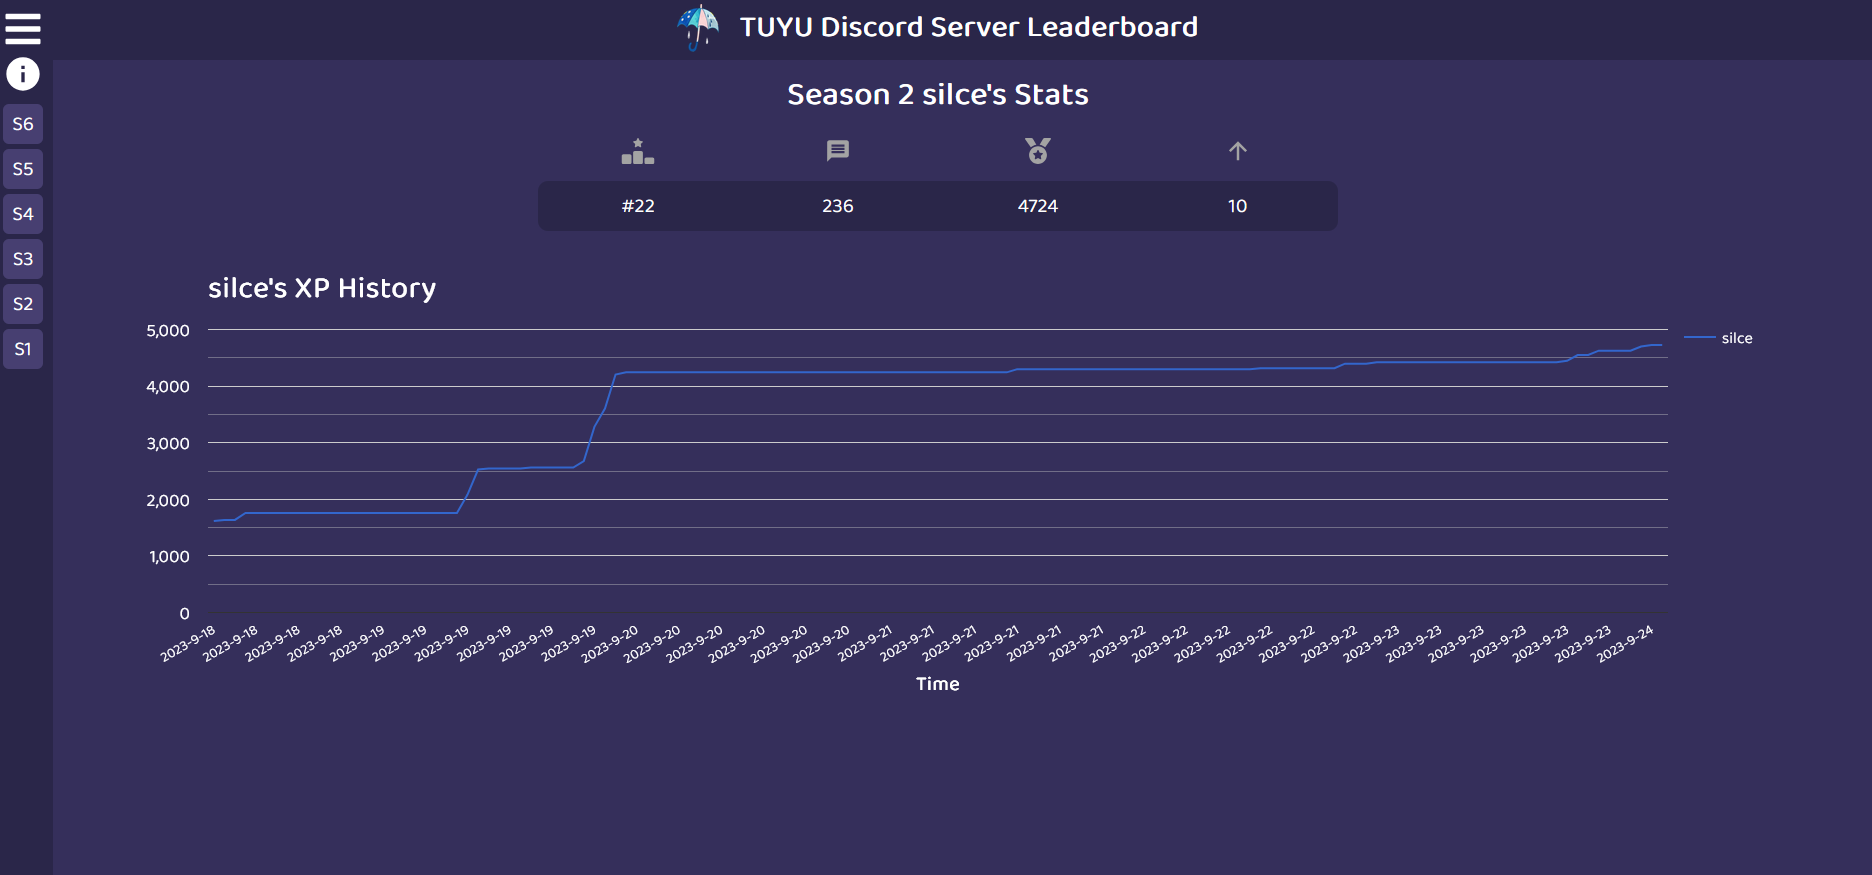 TUYU Discord Server Leaderboard
S6
S5
S4
S3
S2
S1
Season 2 silce's Stats
#22 236 4724 10
silce's XP History
5,000
4,000
3,000
2,000
1,000
0
silce
2023-9-18 2023-9-18 2023-9-18 2023-9-18 2023-9-19 2023-9-19 2023-9-19 2023-9-19 2023-9-19 2023-9-19 2023-9-20 2023-9-20 2023-9-20 2023-9-20 2023-9-20 2023-9-20 2023-9-21 2023-9-21 2023-9-21 2023-9-21 2023-9-21 2023-9-21 2023-9-22 2023-9-22 2023-9-22 2023-9-22 2023-9-22 2023-9-22 2023-9-23 2023-9-23 2023-9-23 2023-9-23 2023-9-23 2023-9-23 2023-9-24
Time